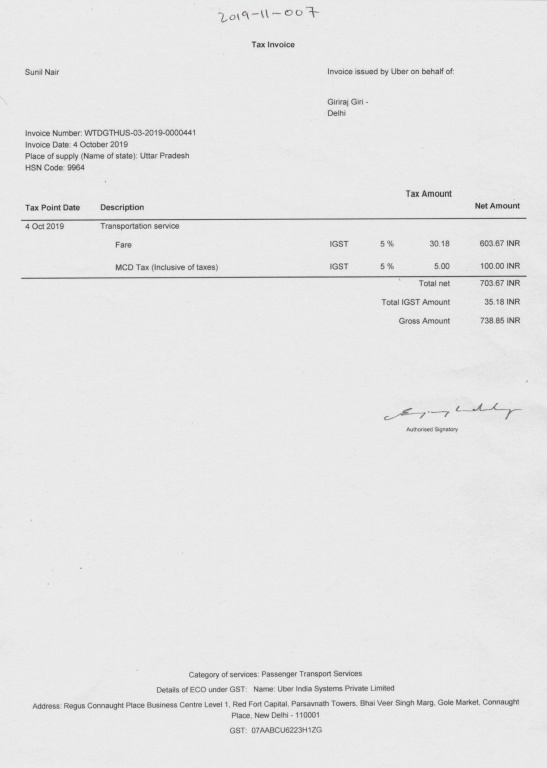 2019-11-007
Tax Invoice
Sunil Nair
Invoice issued by Uber on behalf of:
Giriraj Giri -
Delhi
Invoice Number: WTDGTHUS-03-2019-0000441
Invoice Date: 4 October 2019
Place of supply (Name of state): Uttar Pradesh
HSN Code: 9964
Tax Amount
Tax Point Date Description Net Amount
4 Oct 2019 Transportation service
Fare IGST 5 % 30.18 603.67 INR
MCD Tax (Inclusive of taxes) IGST 5 % 5.00 100.00 INR
Total net 703.67 INR
Total IGST Amount 35.18 INR
Gross Amount 738.85 INR
Authorised Signatory
Category of services: Passenger Transport Services
Details of ECO under GST: Name: Uber India Systems Private Limited
Address: Regus Connaught Place Business Centre Level 1, Red Fort Capital, Parsavnath Towers, Bhai Veer Singh Marg, Gole Market, Connaught
Place, New Delhi - 110001
GST: 07AABCU6223H1ZG